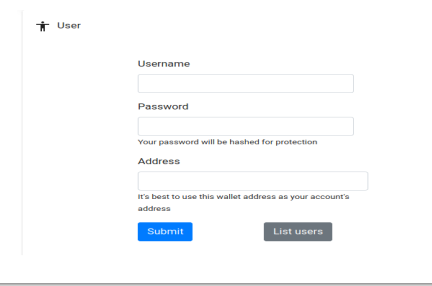 User
Username
Password
Your password will be hashed for protection
Address
It's best to use this wallet address as your account's
address
Submit
List users